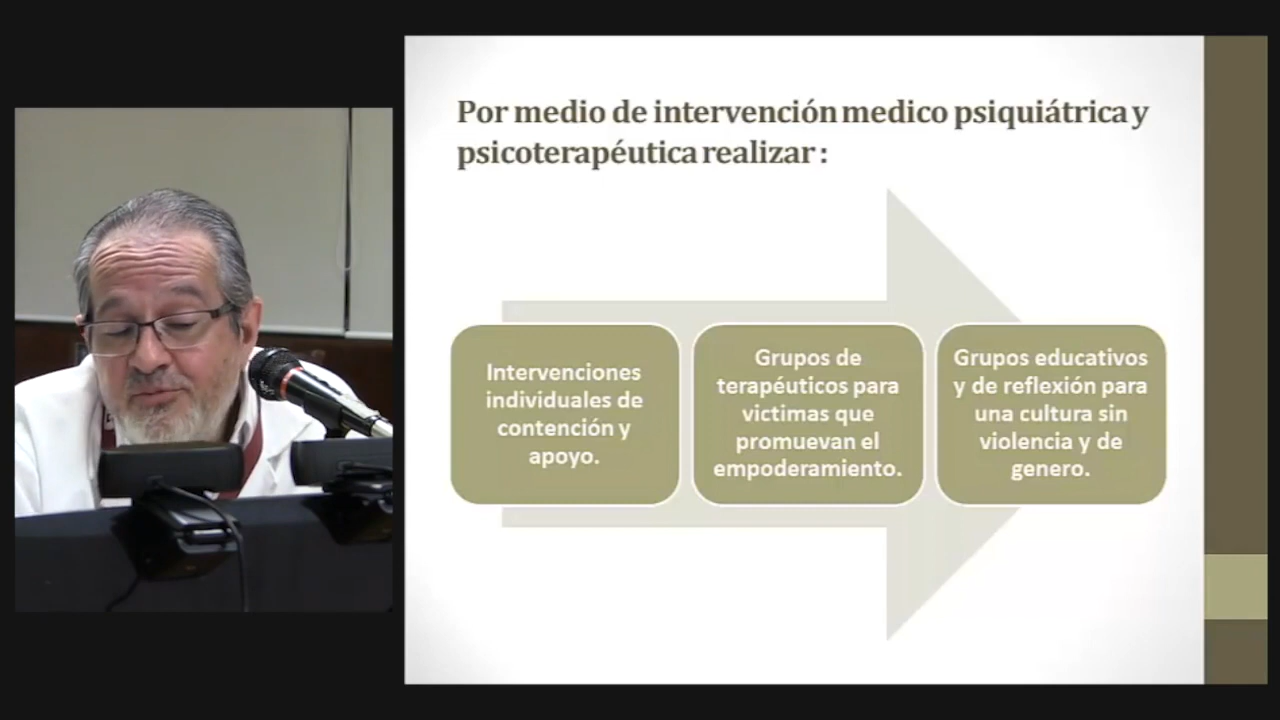 Por medio de intervención medico psiquiátrica y
psicoterapéutica realizar :
Intervenciones
individuales de
contención y
apoyo.
Grupos de
terapéuticos para
victimas que
promuevan el
empoderamiento.
Grupos educativos
y de reflexión para
una cultura sin
violencia y de
genero.